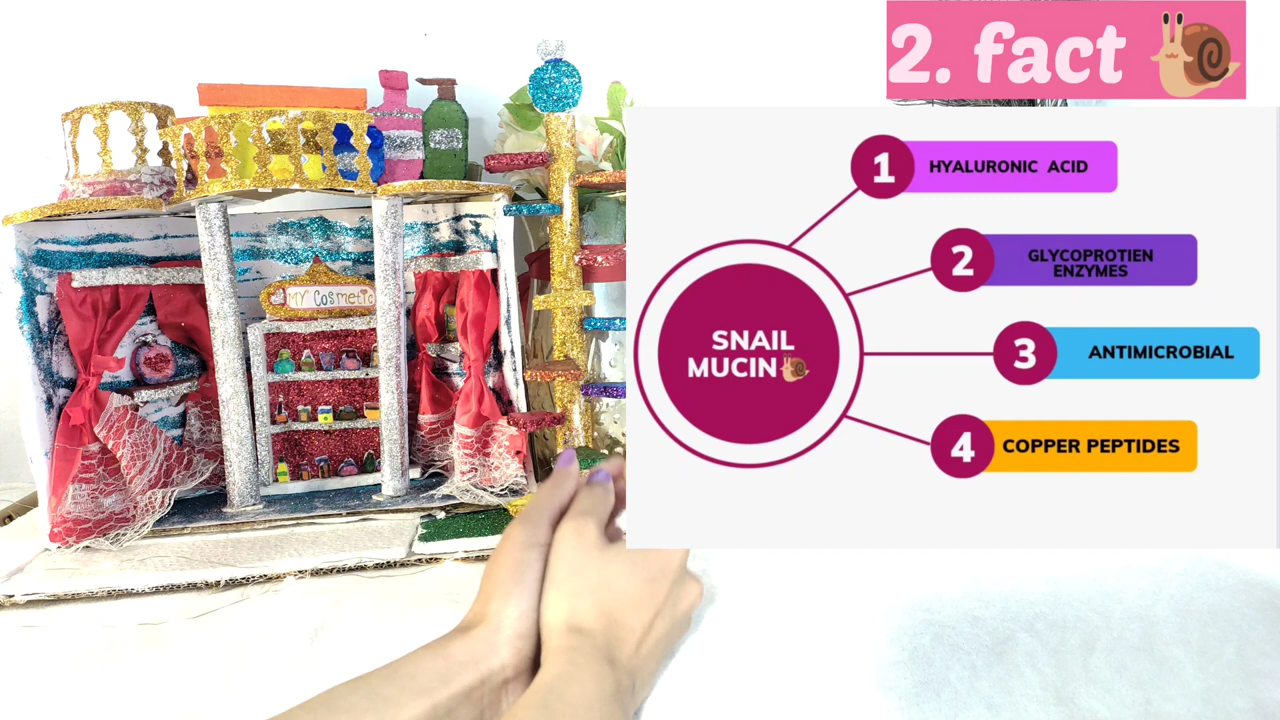 2. fact
MY Cosmetic
SNAIL
MUCIN
1
HYALURONIC ACID
2
GLYCOPROTIEN
ENZYMES
3
ANTIMICROBIAL
4
COPPER PEPTIDES